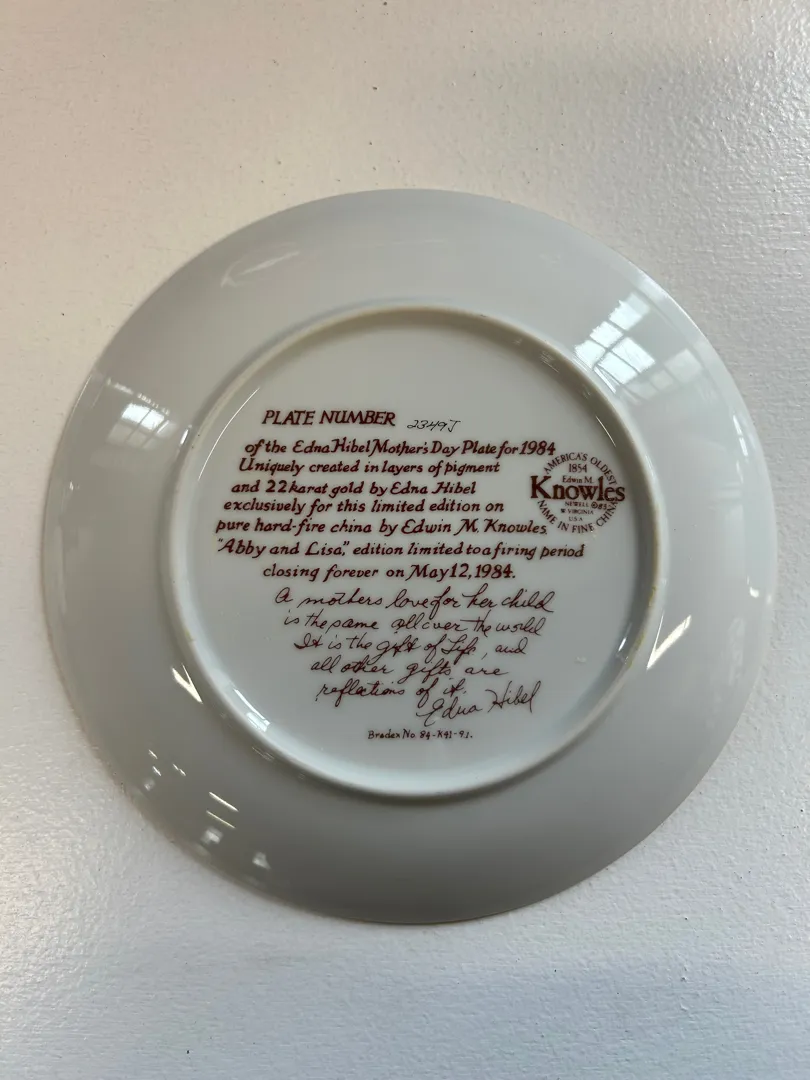 PLATE NUMBER 2349J
of the Edna Hibel Mother's Day Plate for 1984
Uniquely created in layers of pigment
and 22 karat gold by Edna Hibel
exclusively for this limited edition on
pure hard-fire china by Edwin M. Knowles.
"Abby and Lisa," edition limited to a firing period
closing forever on May 12, 1984.
A mothers love for her child
is the same all over the world
It is the gift of Life, and
all other gifts are
reflections of it.
Edna Hibel
Bradex No. 84-K41-9.1.
AMERICA'S OLDEST
1854
Edwin M.
Knowles
NEWELL © 83
W. VIRGINIA
U.S.A
NAME IN FINE CHINA